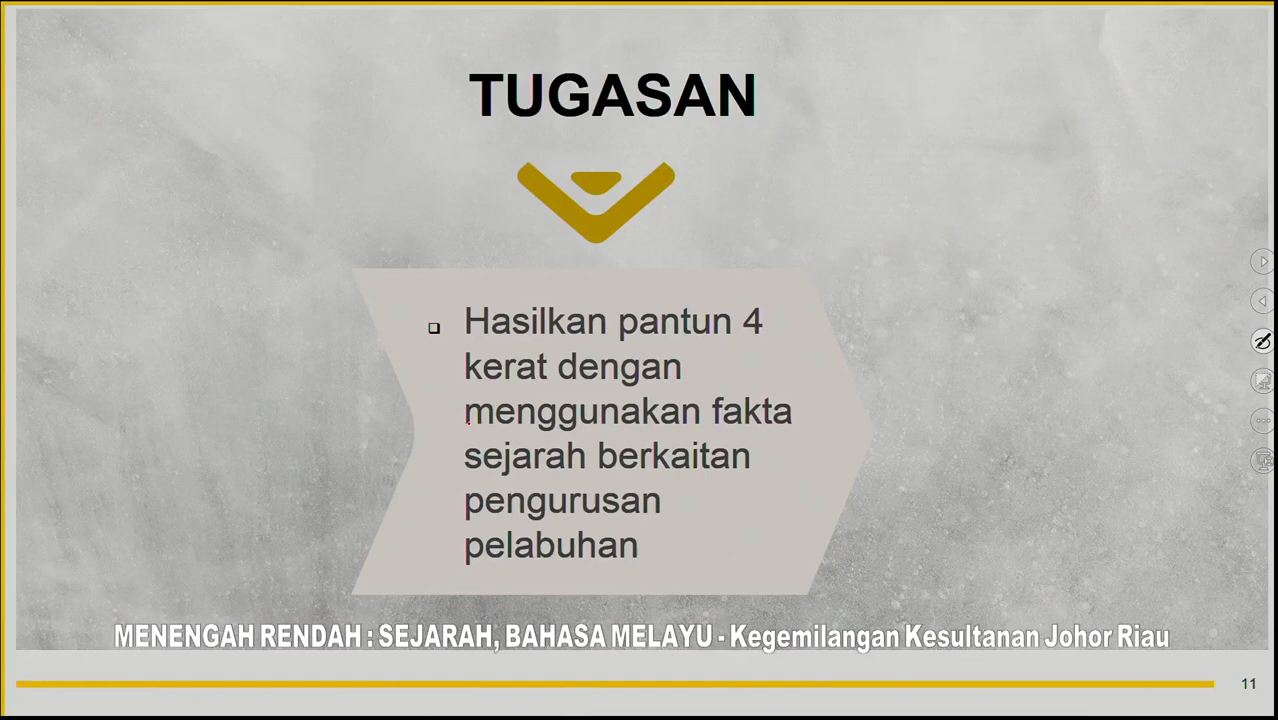 TUGASAN
Hasilkan pantun 4
kerat dengan
menggunakan fakta
sejarah berkaitan
pengurusan
pelabuhan
MENENGAH RENDAH : SEJARAH, BAHASA MELAYU - Kegemilangan Kesultanan Johor Riau
11